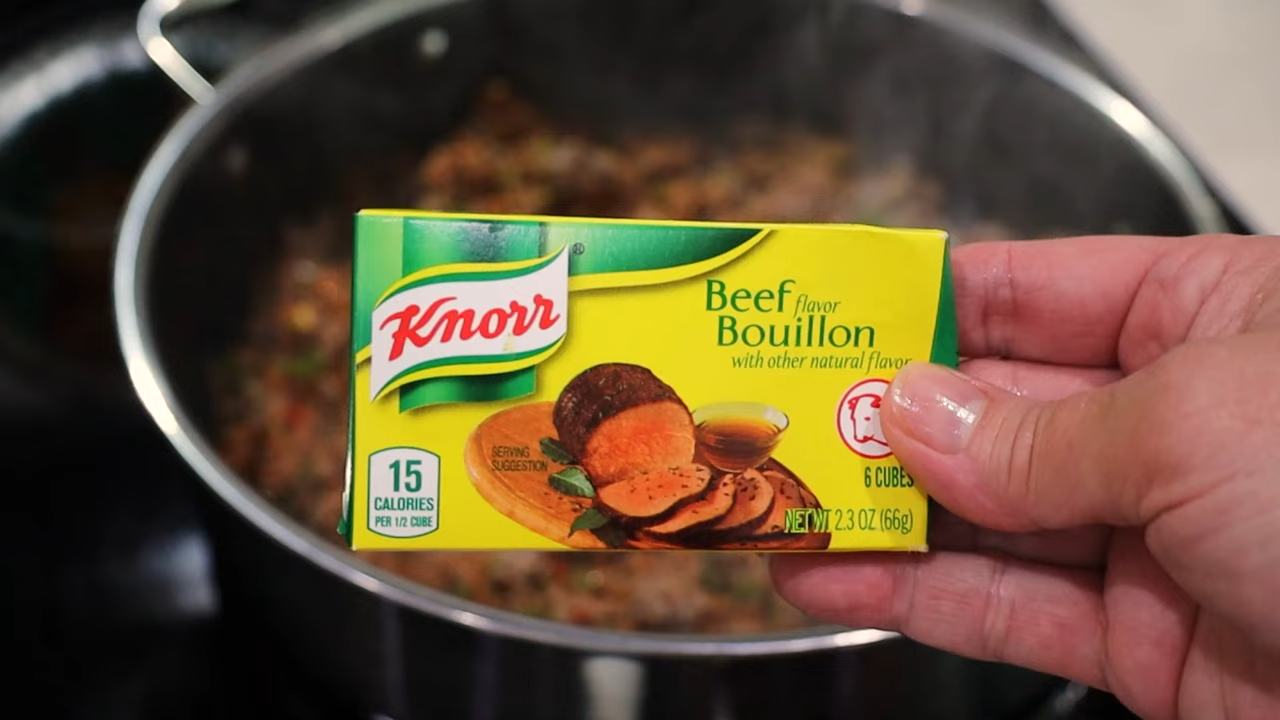 Knorr®
Beef flavor
Bouillon
with other natural flavor
SERVING
SUGGESTION
15
CALORIES
PER 1/2 CUBE
6 CUBES
NET WT 2.3 OZ (66g)